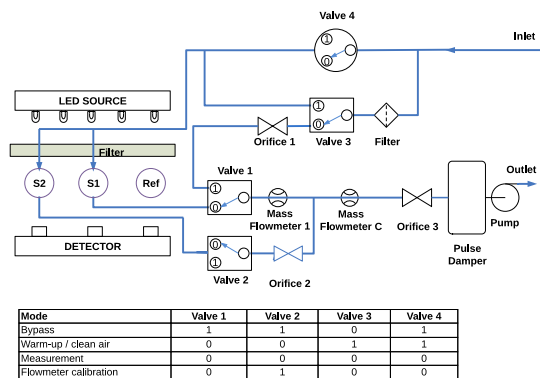 Valve 4
1
0
Inlet
LED SOURCE
1
0
Orifice 1
Valve 3
Filter
Filter
S2
S1
Ref
Valve 1
1
0
Mass
Flowmeter 1
Mass
Flowmeter C
Orifice 3
Outlet
Pump
Pulse
Damper
DETECTOR
0
1
Valve 2
Orifice 2
Mode Valve 1 Valve 2 Valve 3 Valve 4
Bypass 1 1 0 1
Warm-up / clean air 0 0 1 1
Measurement 0 0 0 0
Flowmeter calibration 0 1 0 0